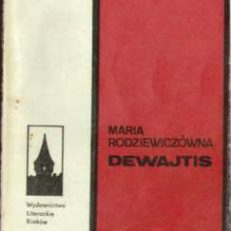 MARIA
RODZIEWICZÓWNA
DEWAJTIS
Wydawnictwo
Literackie
Kraków